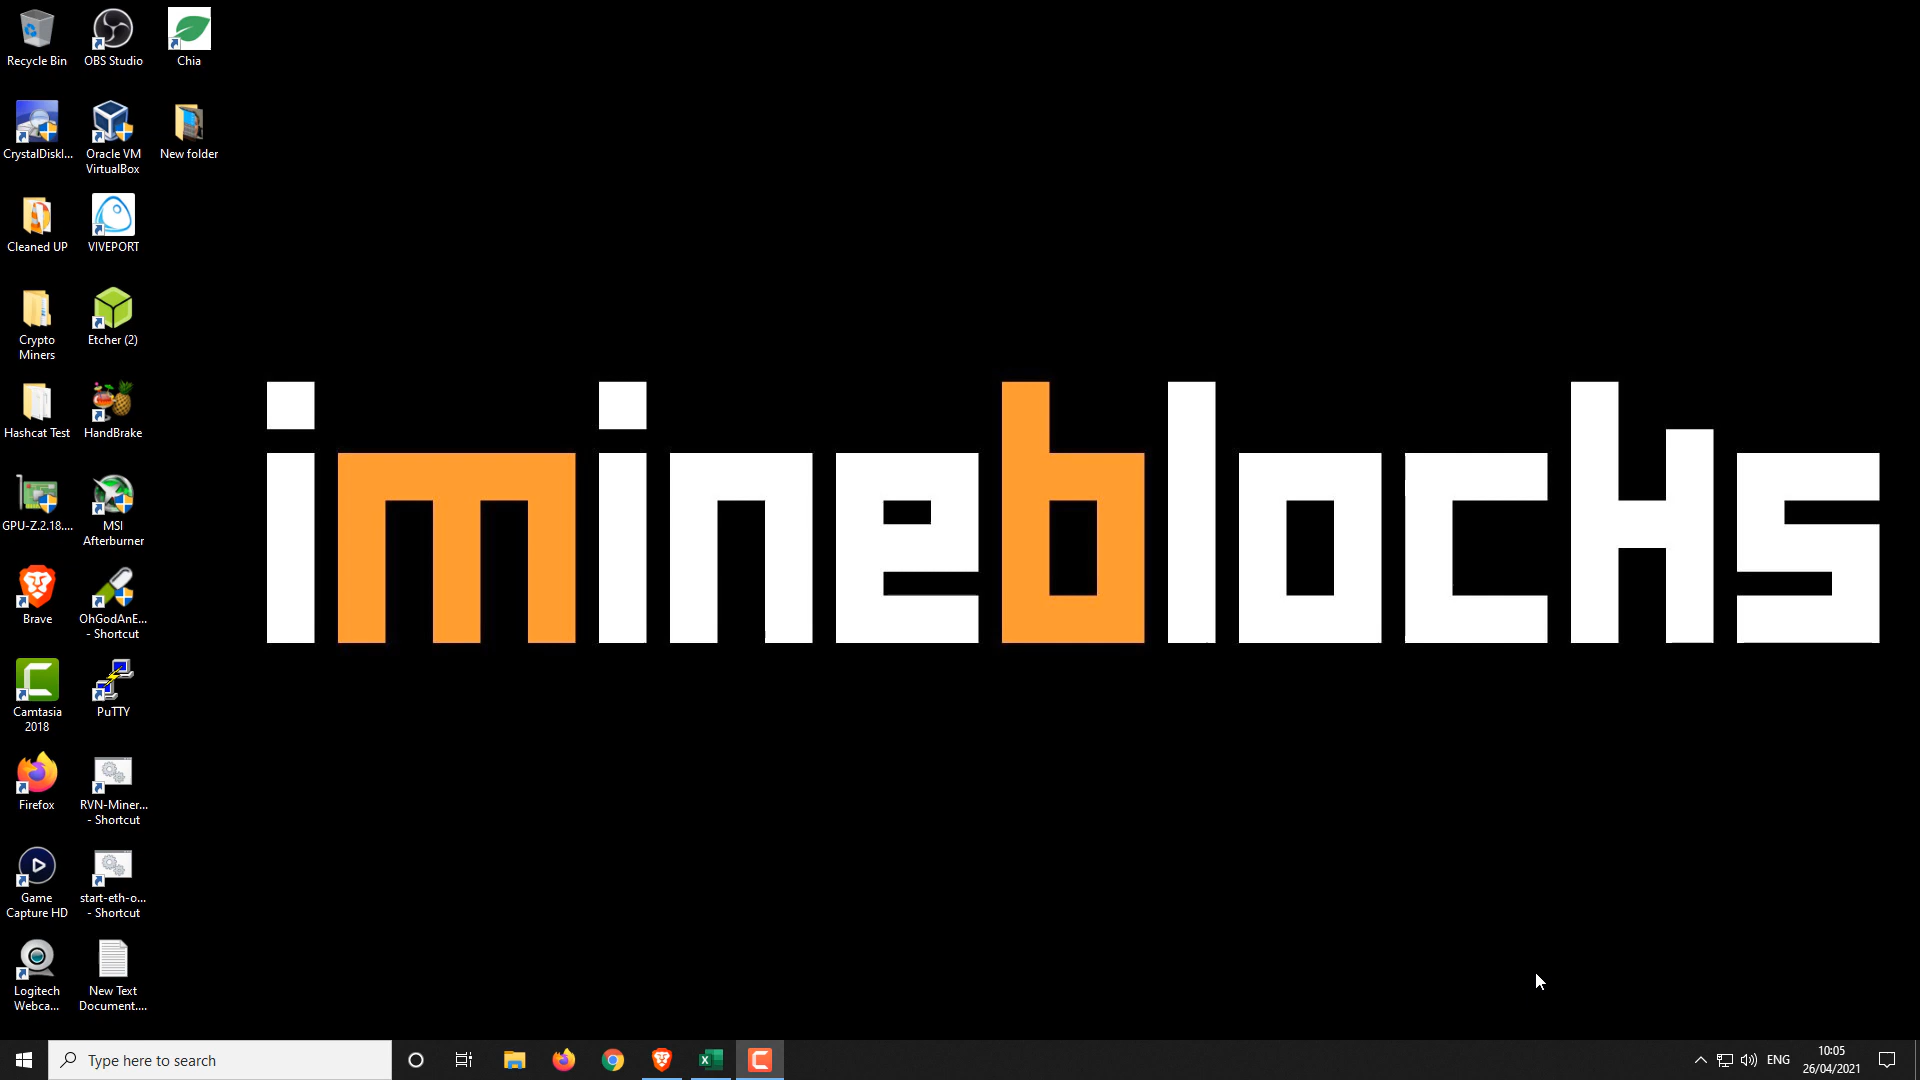 Recycle Bin
OBS Studio
Chia
CrystalDiskI...
Oracle VM
VirtualBox
New folder
Cleaned UP
VIVEPORT
Crypto
Miners
Etcher (2)
Hashcat Test
HandBrake
GPU-Z.2.18....
MSI
Afterburner
Brave
OhGodAnE...
- Shortcut
Camtasia
2018
PuTTY
Firefox
RVN-Miner...
- Shortcut
Game
Capture HD
start-eth-o...
- Shortcut
Logitech
Webca...
New Text
Document....
imineblocks
Type here to search
ENG
10:05
26/04/2021